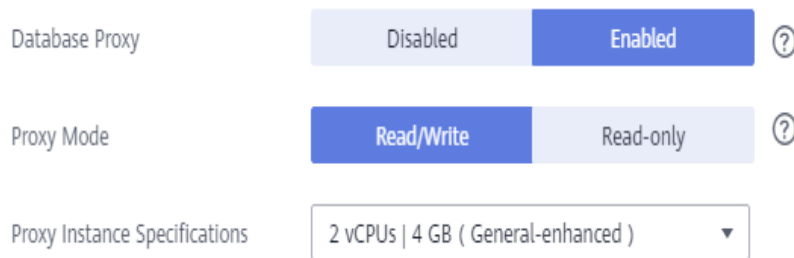 Database Proxy Disabled Enabled ?
Proxy Mode Read/Write Read-only ?
Proxy Instance Specifications 2 vCPUs | 4 GB ( General-enhanced )